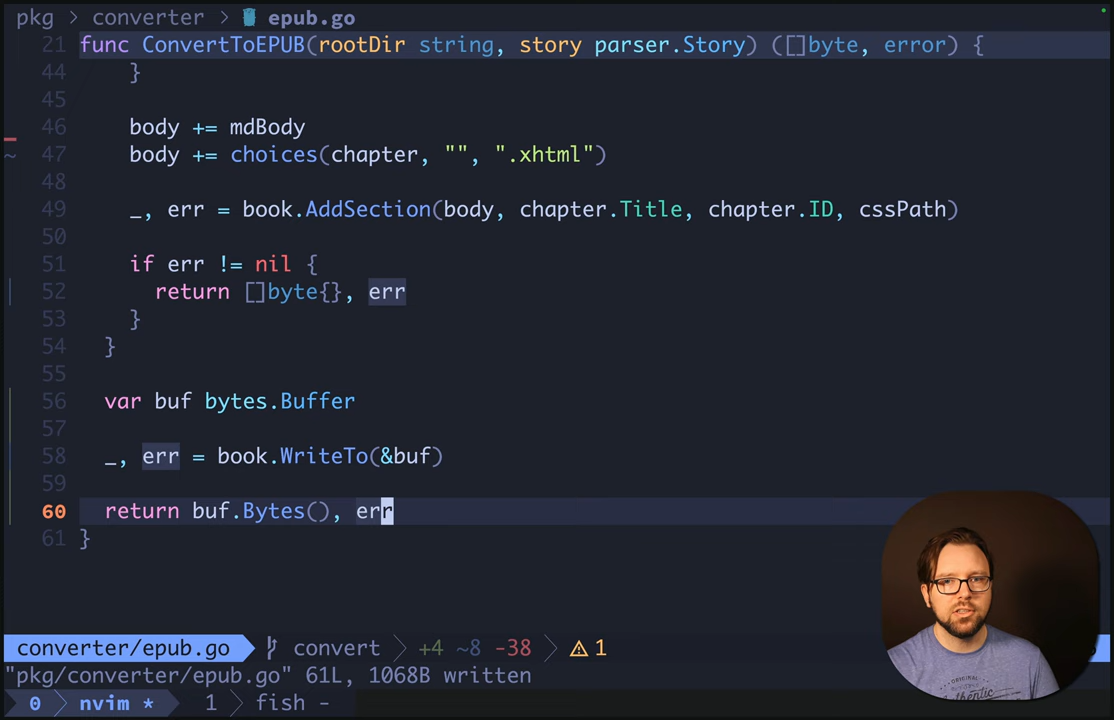 pkg > converter > epub.go
21 func ConvertToEPUB(rootDir string, story parser.Story) ([]byte, error) {
44 }
45
46 body += mdBody
~ 47 body += choices(chapter, "", ".xhtml")
48
49 _, err = book.AddSection(body, chapter.Title, chapter.ID, cssPath)
50
51 if err != nil {
52 return []byte{}, err
53 }
54 }
55
56 var buf bytes.Buffer
57
58 _, err = book.WriteTo(&buf)
59
60 return buf.Bytes(), err
61 }
converter/epub.go convert +4 ~8 -38 1
"pkg/converter/epub.go" 61L, 1068B written
0 nvim * 1 fish -
ORIGINAL
Authentic